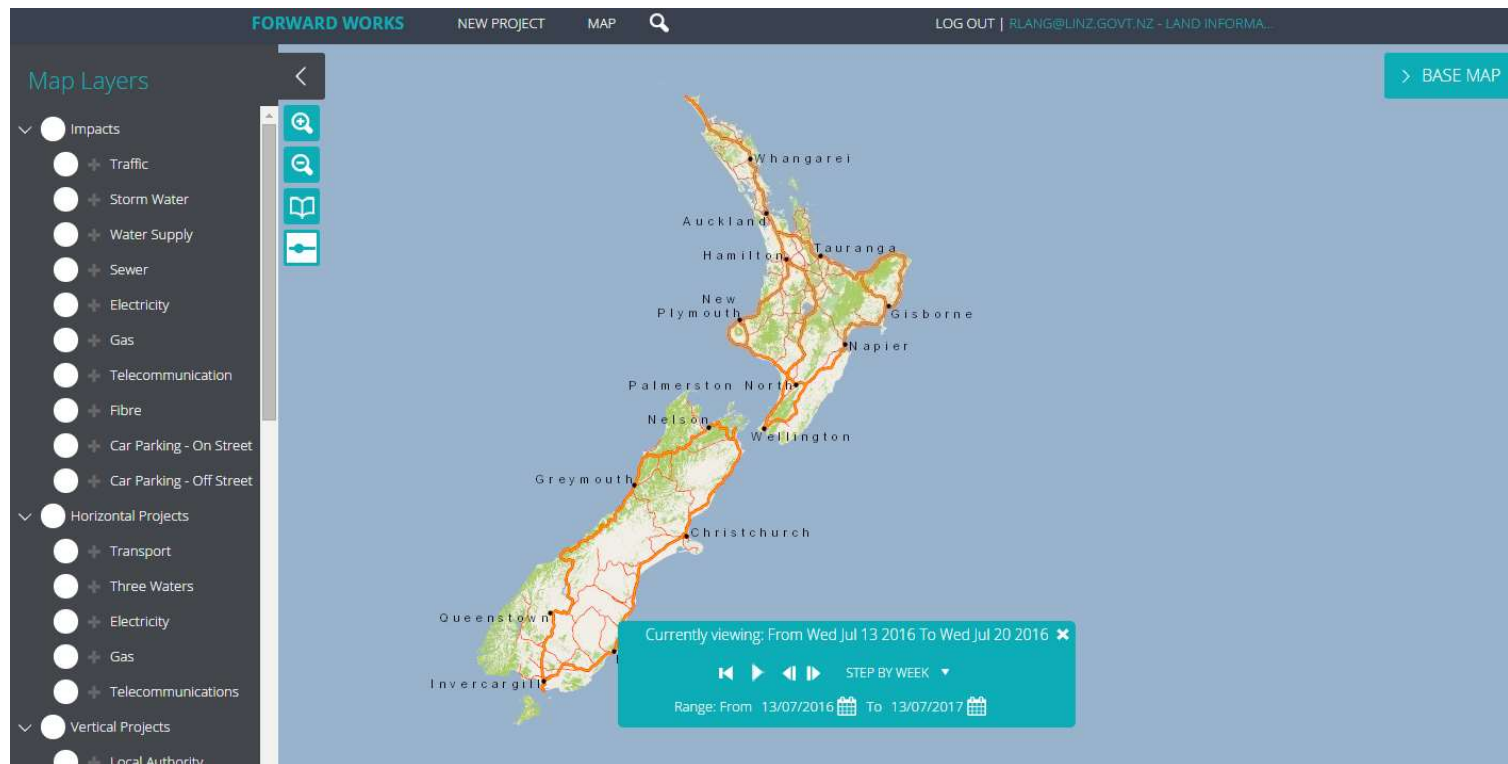 FORWARD WORKS NEW PROJECT MAP LOG OUT | RLANG@LINZ.GOVT.NZ - LAND INFORMA...
Map Layers
Impacts
Traffic
Storm Water
Water Supply
Sewer
Electricity
Gas
Telecommunication
Fibre
Car Parking - On Street
Car Parking - Off Street
Horizontal Projects
Transport
Three Waters
Electricity
Gas
Telecommunications
Vertical Projects
Local Authority
> BASE MAP
Whangarei
Auckland
Tauranga
Hamilton
New
Plymouth
Gisborne
Napier
Palmerston North
Nelson
Wellington
Greymouth
Christchurch
Queenstown
Invercargill
Currently viewing: From Wed Jul 13 2016 To Wed Jul 20 2016
STEP BY WEEK
Range: From 13/07/2016 To 13/07/2017